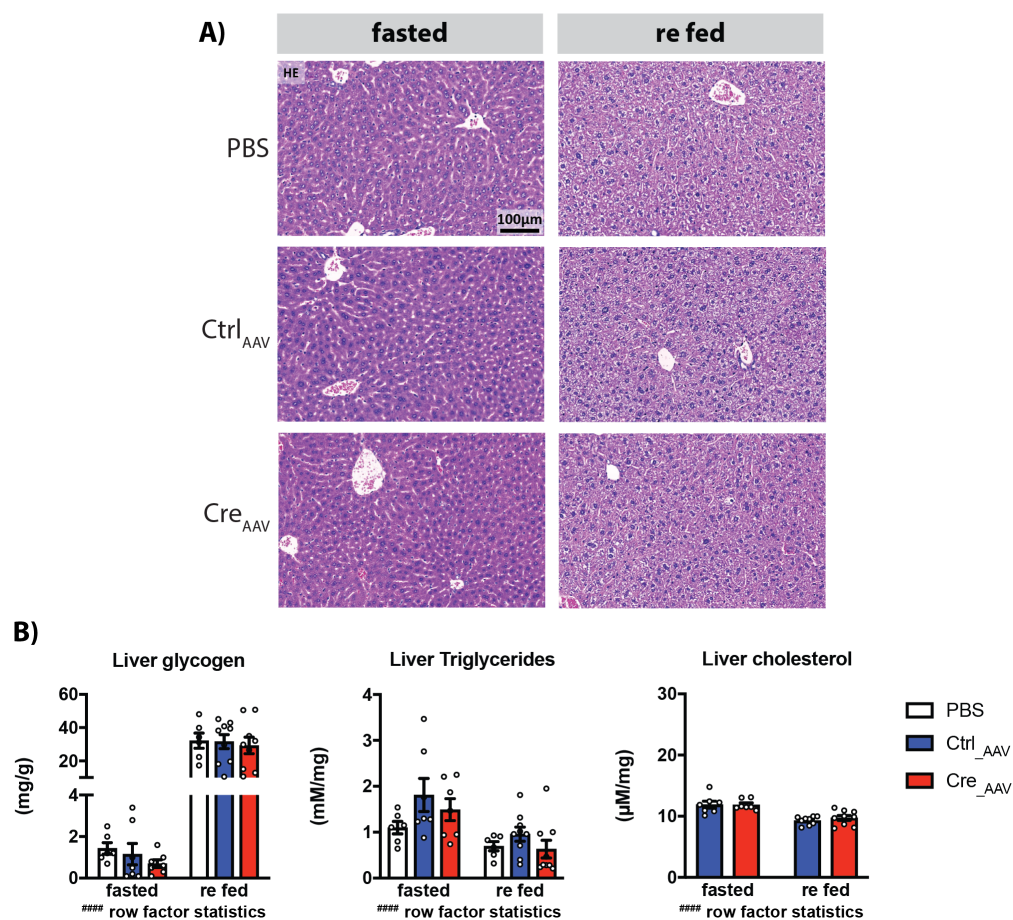 A)
fasted
re fed
HE
100µm
PBS
Ctrl AAV
Cre AAV
B)
Liver glycogen
60
40
20
4
2
0
(mg/g)
fasted
re fed
#### row factor statistics
Liver Triglycerides
4
3
2
1
0
(mM/mg)
fasted
re fed
#### row factor statistics
Liver cholesterol
30
20
10
0
(µM/mg)
fasted
re fed
#### row factor statistics
PBS
Ctrl_AAV
Cre_AAV